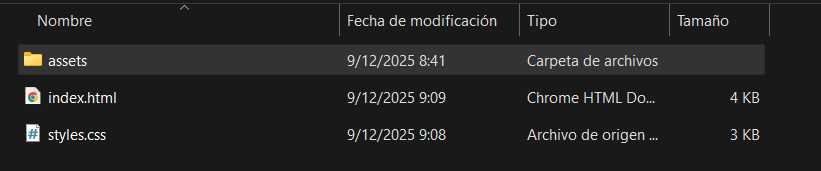 Nombre Fecha de modificación Tipo Tamaño
assets 9/12/2025 8:41 Carpeta de archivos
index.html 9/12/2025 9:09 Chrome HTML Do... 4 KB
styles.css 9/12/2025 9:08 Archivo de origen ... 3 KB